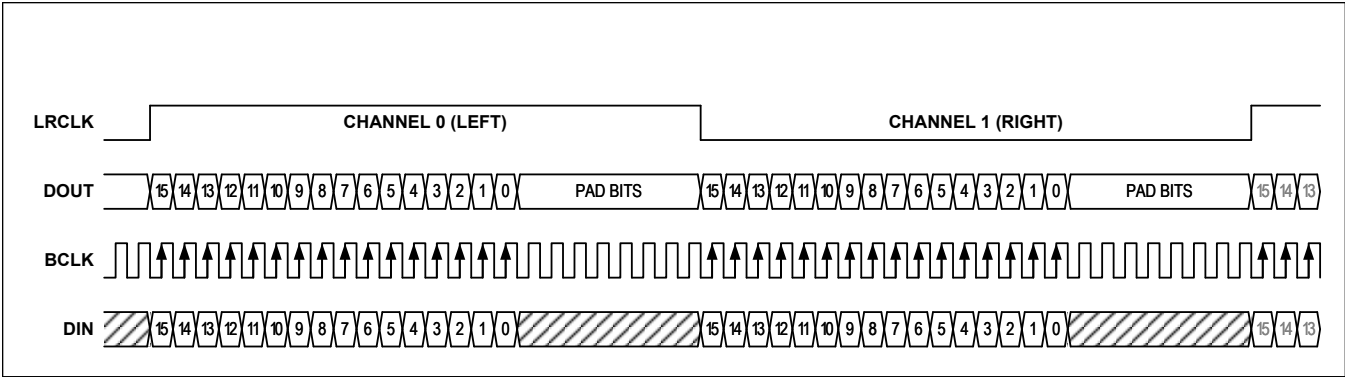 LRCLK CHANNEL 0 (LEFT) CHANNEL 1 (RIGHT)
DOUT 15 14 13 12 11 10 9 8 7 6 5 4 3 2 1 0 PAD BITS 15 14 13 12 11 10 9 8 7 6 5 4 3 2 1 0 PAD BITS 15 14 13
BCLK
DIN 15 14 13 12 11 10 9 8 7 6 5 4 3 2 1 0 15 14 13 12 11 10 9 8 7 6 5 4 3 2 1 0 15 14 13